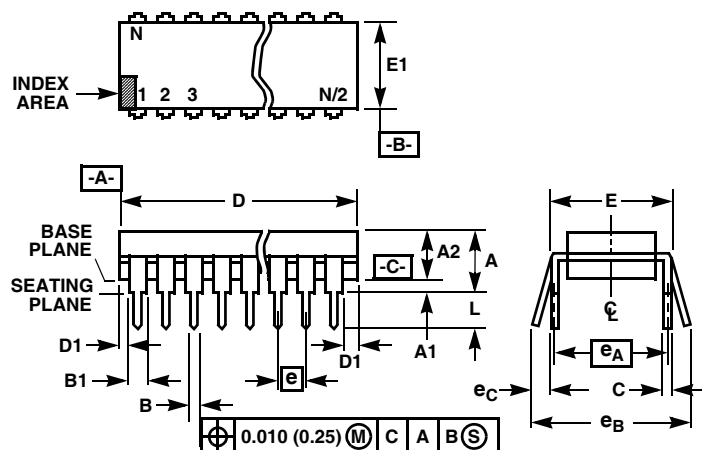 N
E1
INDEX
AREA
1 2 3 N/2
-B-
-A-
D
E
BASE
PLANE
A2
A
-C-
SEATING
PLANE
L
C
L
D1
A1
D1
eA
B1
e
eC
C
B
eB
0.010 (0.25) M C A B S